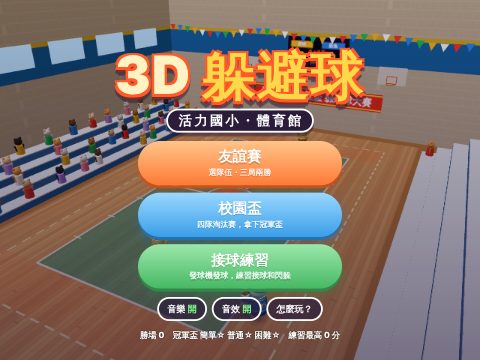 3D 躲避球
活力國小・體育館
友誼賽
選隊伍・三局兩勝
校園盃
四隊淘汰賽，拿下冠軍盃
接球練習
發球機發球，練習接球和閃躲
音樂 開
音效 開
怎麼玩？
勝場 0 冠軍盃 簡單☆ 普通☆ 困難☆ 練習最高 0 分